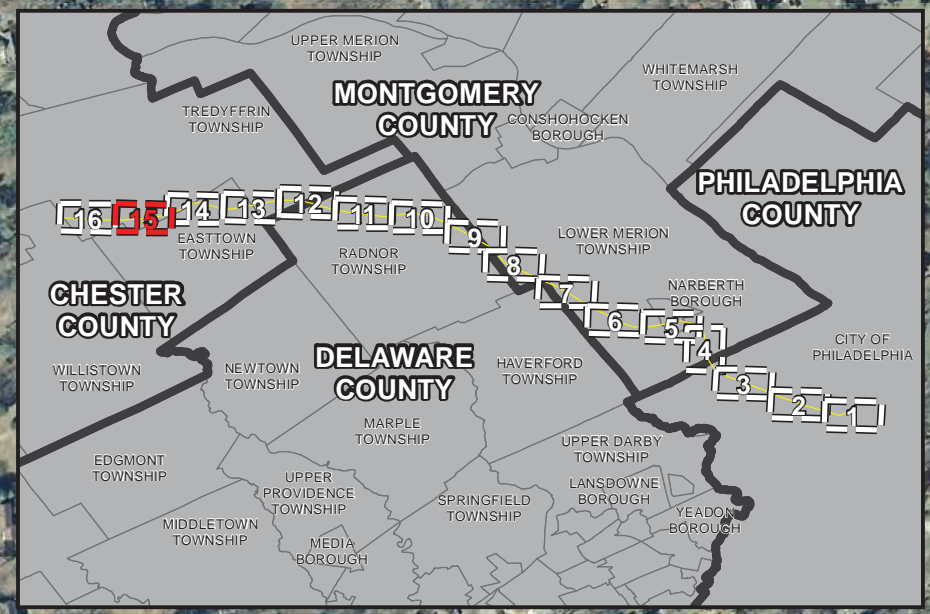 UPPER MERION
TOWNSHIP
WHITEMARSH
TOWNSHIP
MONTGOMERY
COUNTY
TREDYFFRIN
TOWNSHIP
CONSHOHOCKEN
BOROUGH
PHILADELPHIA
COUNTY
16
15
14
13
12
11
10
9
8
7
6
5
4
3
2
1
EASTTOWN
TOWNSHIP
RADNOR
TOWNSHIP
LOWER MERION
TOWNSHIP
NARBERTH
BOROUGH
CHESTER
COUNTY
CITY OF
PHILADELPHIA
WILLISTOWN
TOWNSHIP
NEWTOWN
TOWNSHIP
DELAWARE
COUNTY
HAVERFORD
TOWNSHIP
MARPLE
TOWNSHIP
UPPER DARBY
TOWNSHIP
EDGMONT
TOWNSHIP
UPPER
PROVIDENCE
TOWNSHIP
SPRINGFIELD
TOWNSHIP
LANSDOWNE
BOROUGH
YEADON
BOROUGH
MIDDLETOWN
TOWNSHIP
MEDIA
BOROUGH